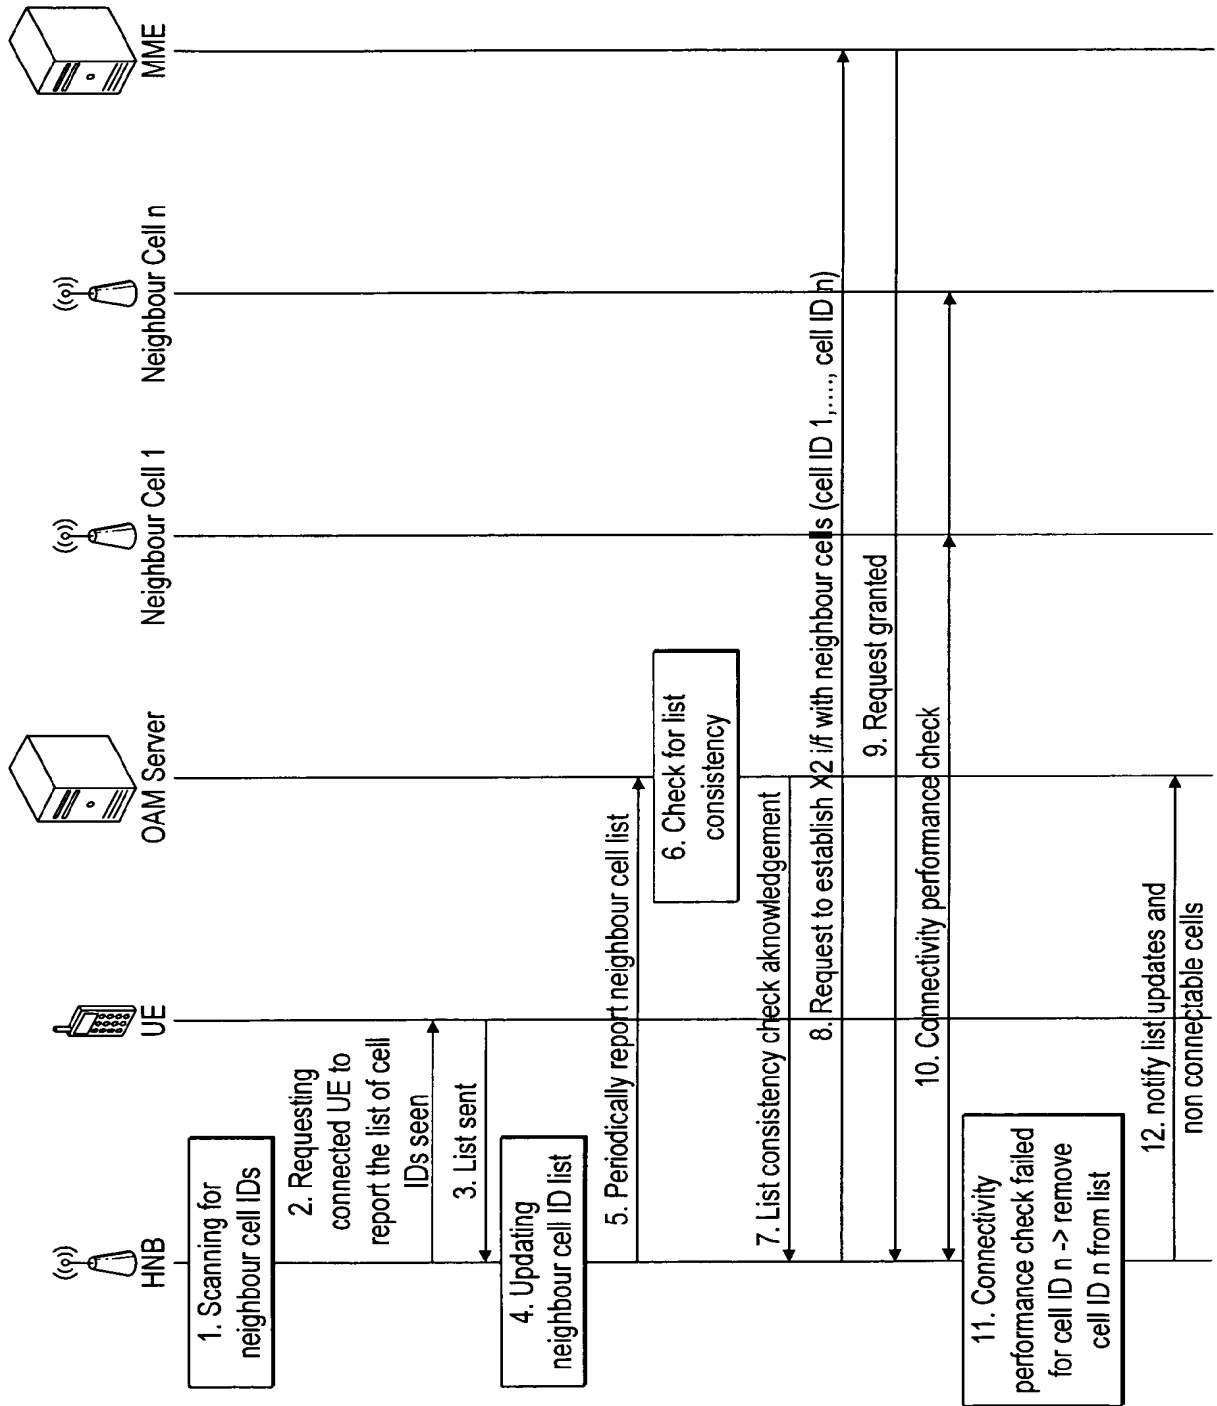 HNB
UE
OAM Server
Neighbour Cell 1
Neighbour Cell n
MME
1. Scanning for
neighbour cell IDs
2. Requesting
connected UE to
report the list of cell
IDs seen
3. List sent
4. Updating
neighbour cell ID list
5. Periodically report neighbour cell list
6. Check for list
consistency
7. List consistency check aknowledgement
8. Request to establish X2 i/f with neighbour cells (cell ID 1,...., cell ID n)
9. Request granted
10. Connectivity performance check
11. Connectivity
performance check failed
for cell ID n -> remove
cell ID n from list
12. notify list updates and
non connectable cells